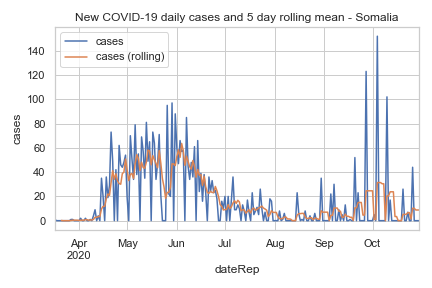 New COVID-19 daily cases and 5 day rolling mean - Somalia
cases
cases (rolling)
140
120
100
80
60
40
20
0
cases
Apr
2020
May
Jun
Jul
Aug
Sep
Oct
dateRep